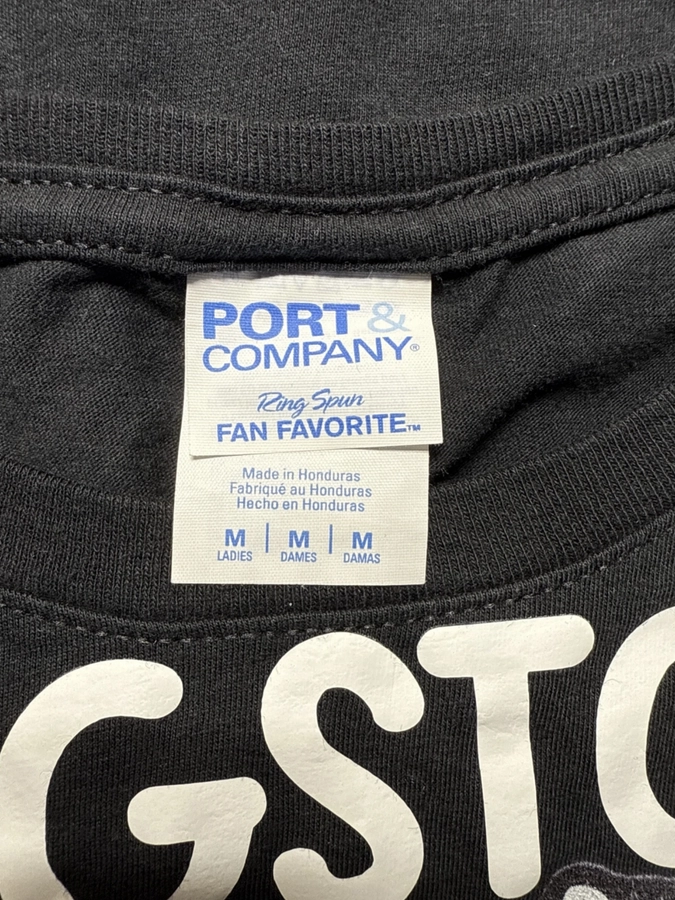 PORT &
COMPANY®
Ring Spun
FAN FAVORITE™
Made in Honduras
Fabriqué au Honduras
Hecho en Honduras
M | M | M
LADIES | DAMES | DAMAS
GSTO